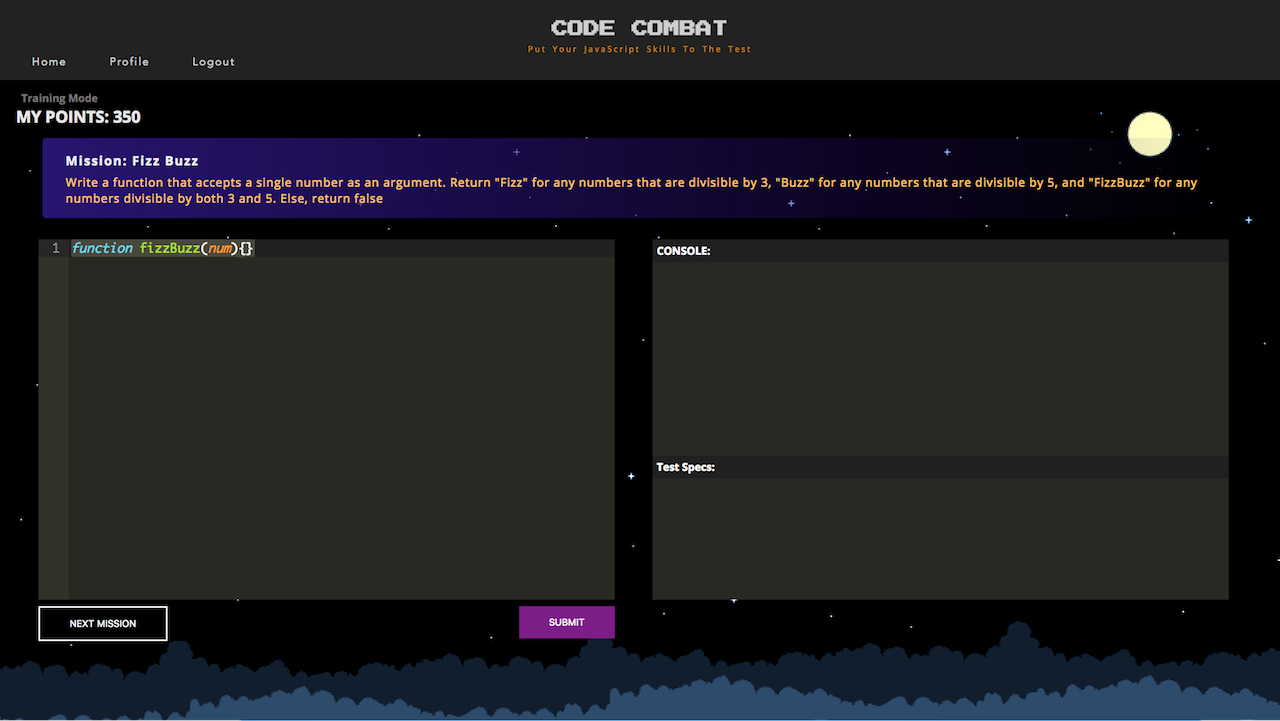 CODE COMBAT
Put Your JavaScript Skills To The Test
Home Profile Logout
Training Mode
MY POINTS: 350
Mission: Fizz Buzz
Write a function that accepts a single number as an argument. Return "Fizz" for any numbers that are divisible by 3, "Buzz" for any numbers that are divisible by 5, and "FizzBuzz" for any
numbers divisible by both 3 and 5. Else, return false
1 function fizzBuzz(num){}
CONSOLE:
Test Specs:
NEXT MISSION
SUBMIT